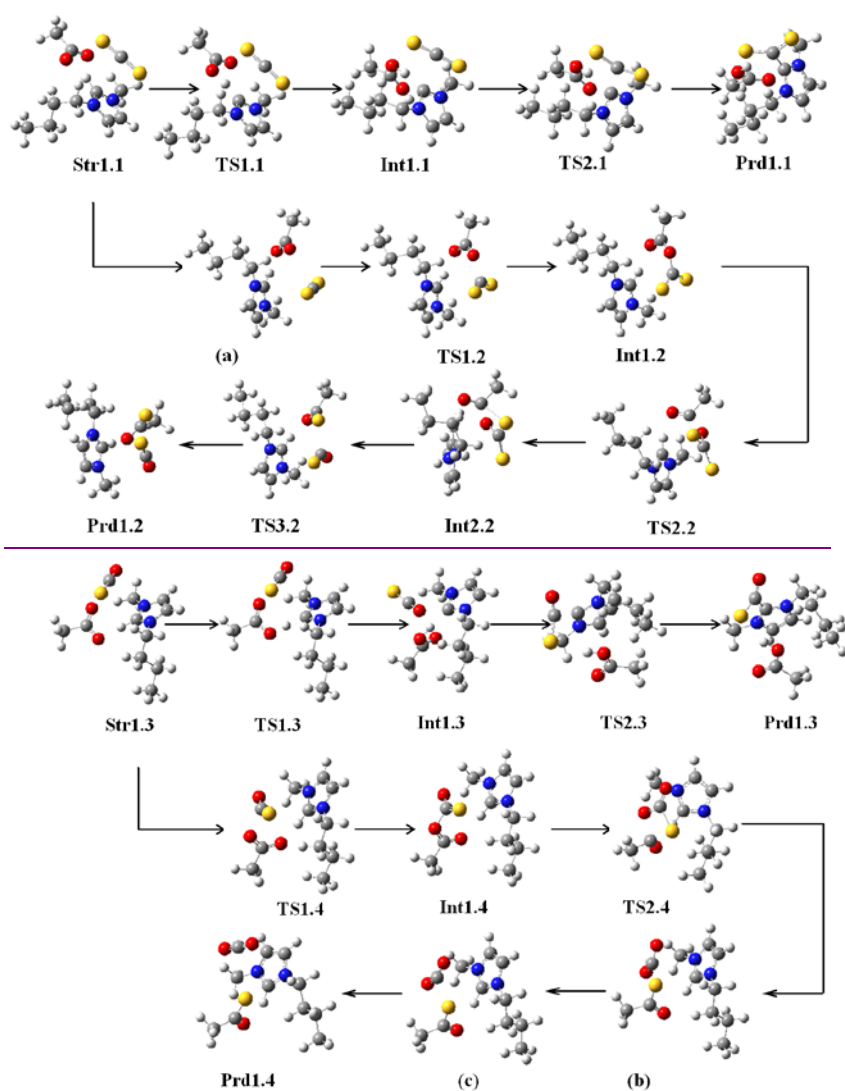 Str1.1 TS1.1 Int1.1 TS2.1 Prd1.1
(a) TS1.2 Int1.2
Prd1.2 TS3.2 Int2.2 TS2.2
Str1.3 TS1.3 Int1.3 TS2.3 Prd1.3
TS1.4 Int1.4 TS2.4
Prd1.4 (c) (b)